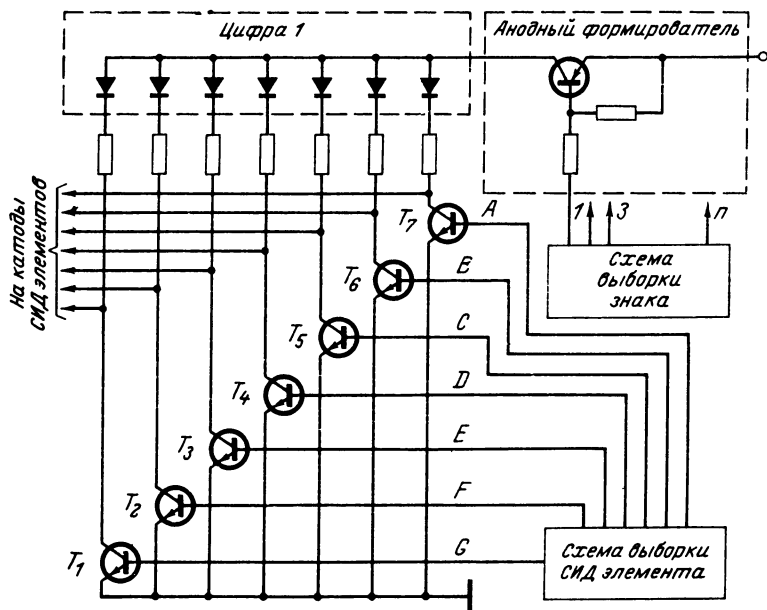 Цифра 1
Анодный формирователь
На катоды
СИД элементов
T7
A
1
3
n
Схема
выборки
знака
T6
B
T5
C
T4
D
T3
E
T2
F
T1
G
Схема выборки
СИД элемента